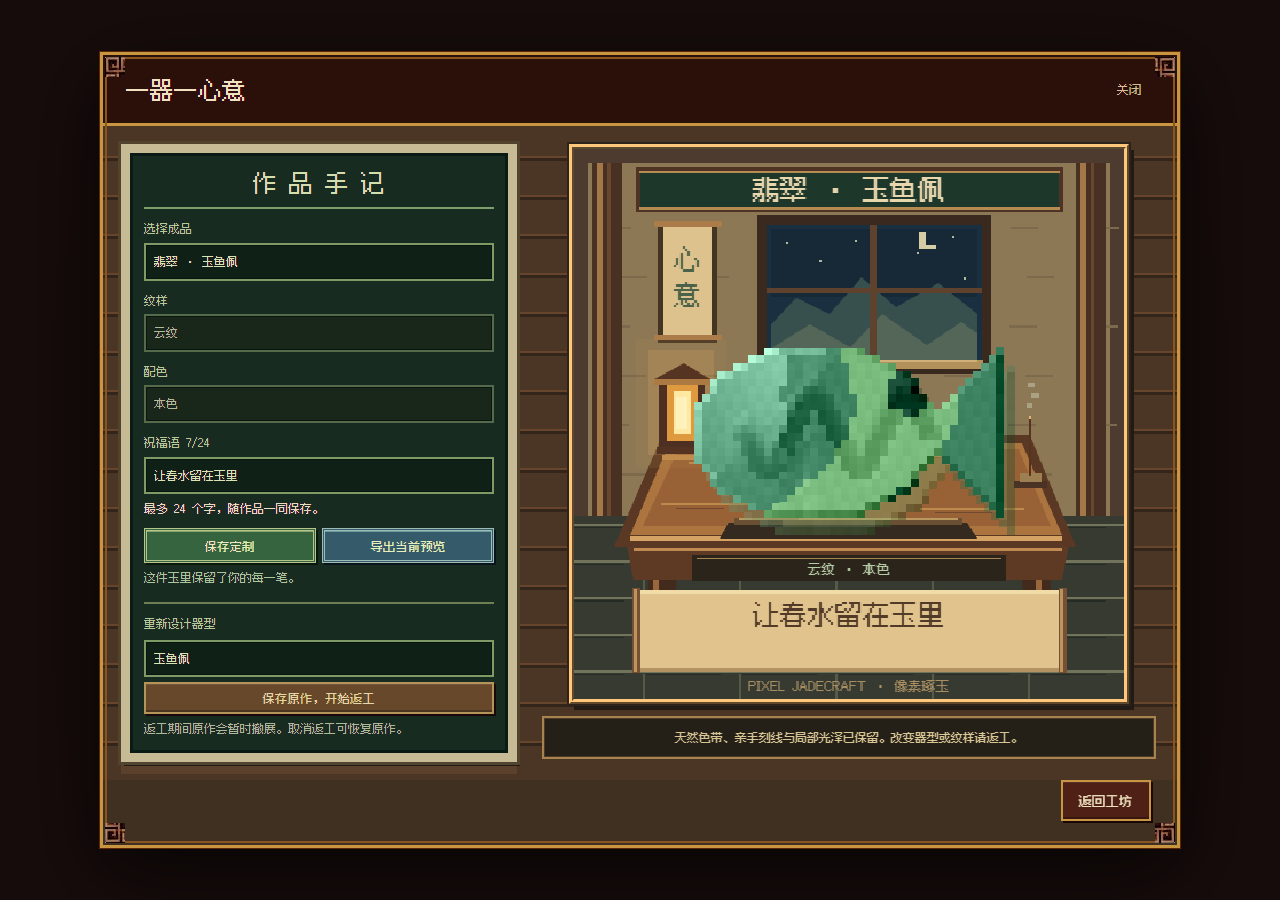 一器一心意
关闭
作品手记
选择成品
翡翠 · 玉鱼佩
纹样
云纹
配色
本色
祝福语 7/24
让春水留在玉里
最多 24 个字，随作品一同保存。
保存定制
导出当前预览
这件玉里保留了你的每一笔。
重新设计器型
玉鱼佩
保存原作，开始返工
返工期间原作会暂时撤展。取消返工可恢复原作。
翡翠 · 玉鱼佩
心
意
云纹 · 本色
让春水留在玉里
PIXEL JADECRAFT · 像素琢玉
天然色带、亲手刻线与局部光泽已保留。改变器型或纹样请返工。
返回工坊